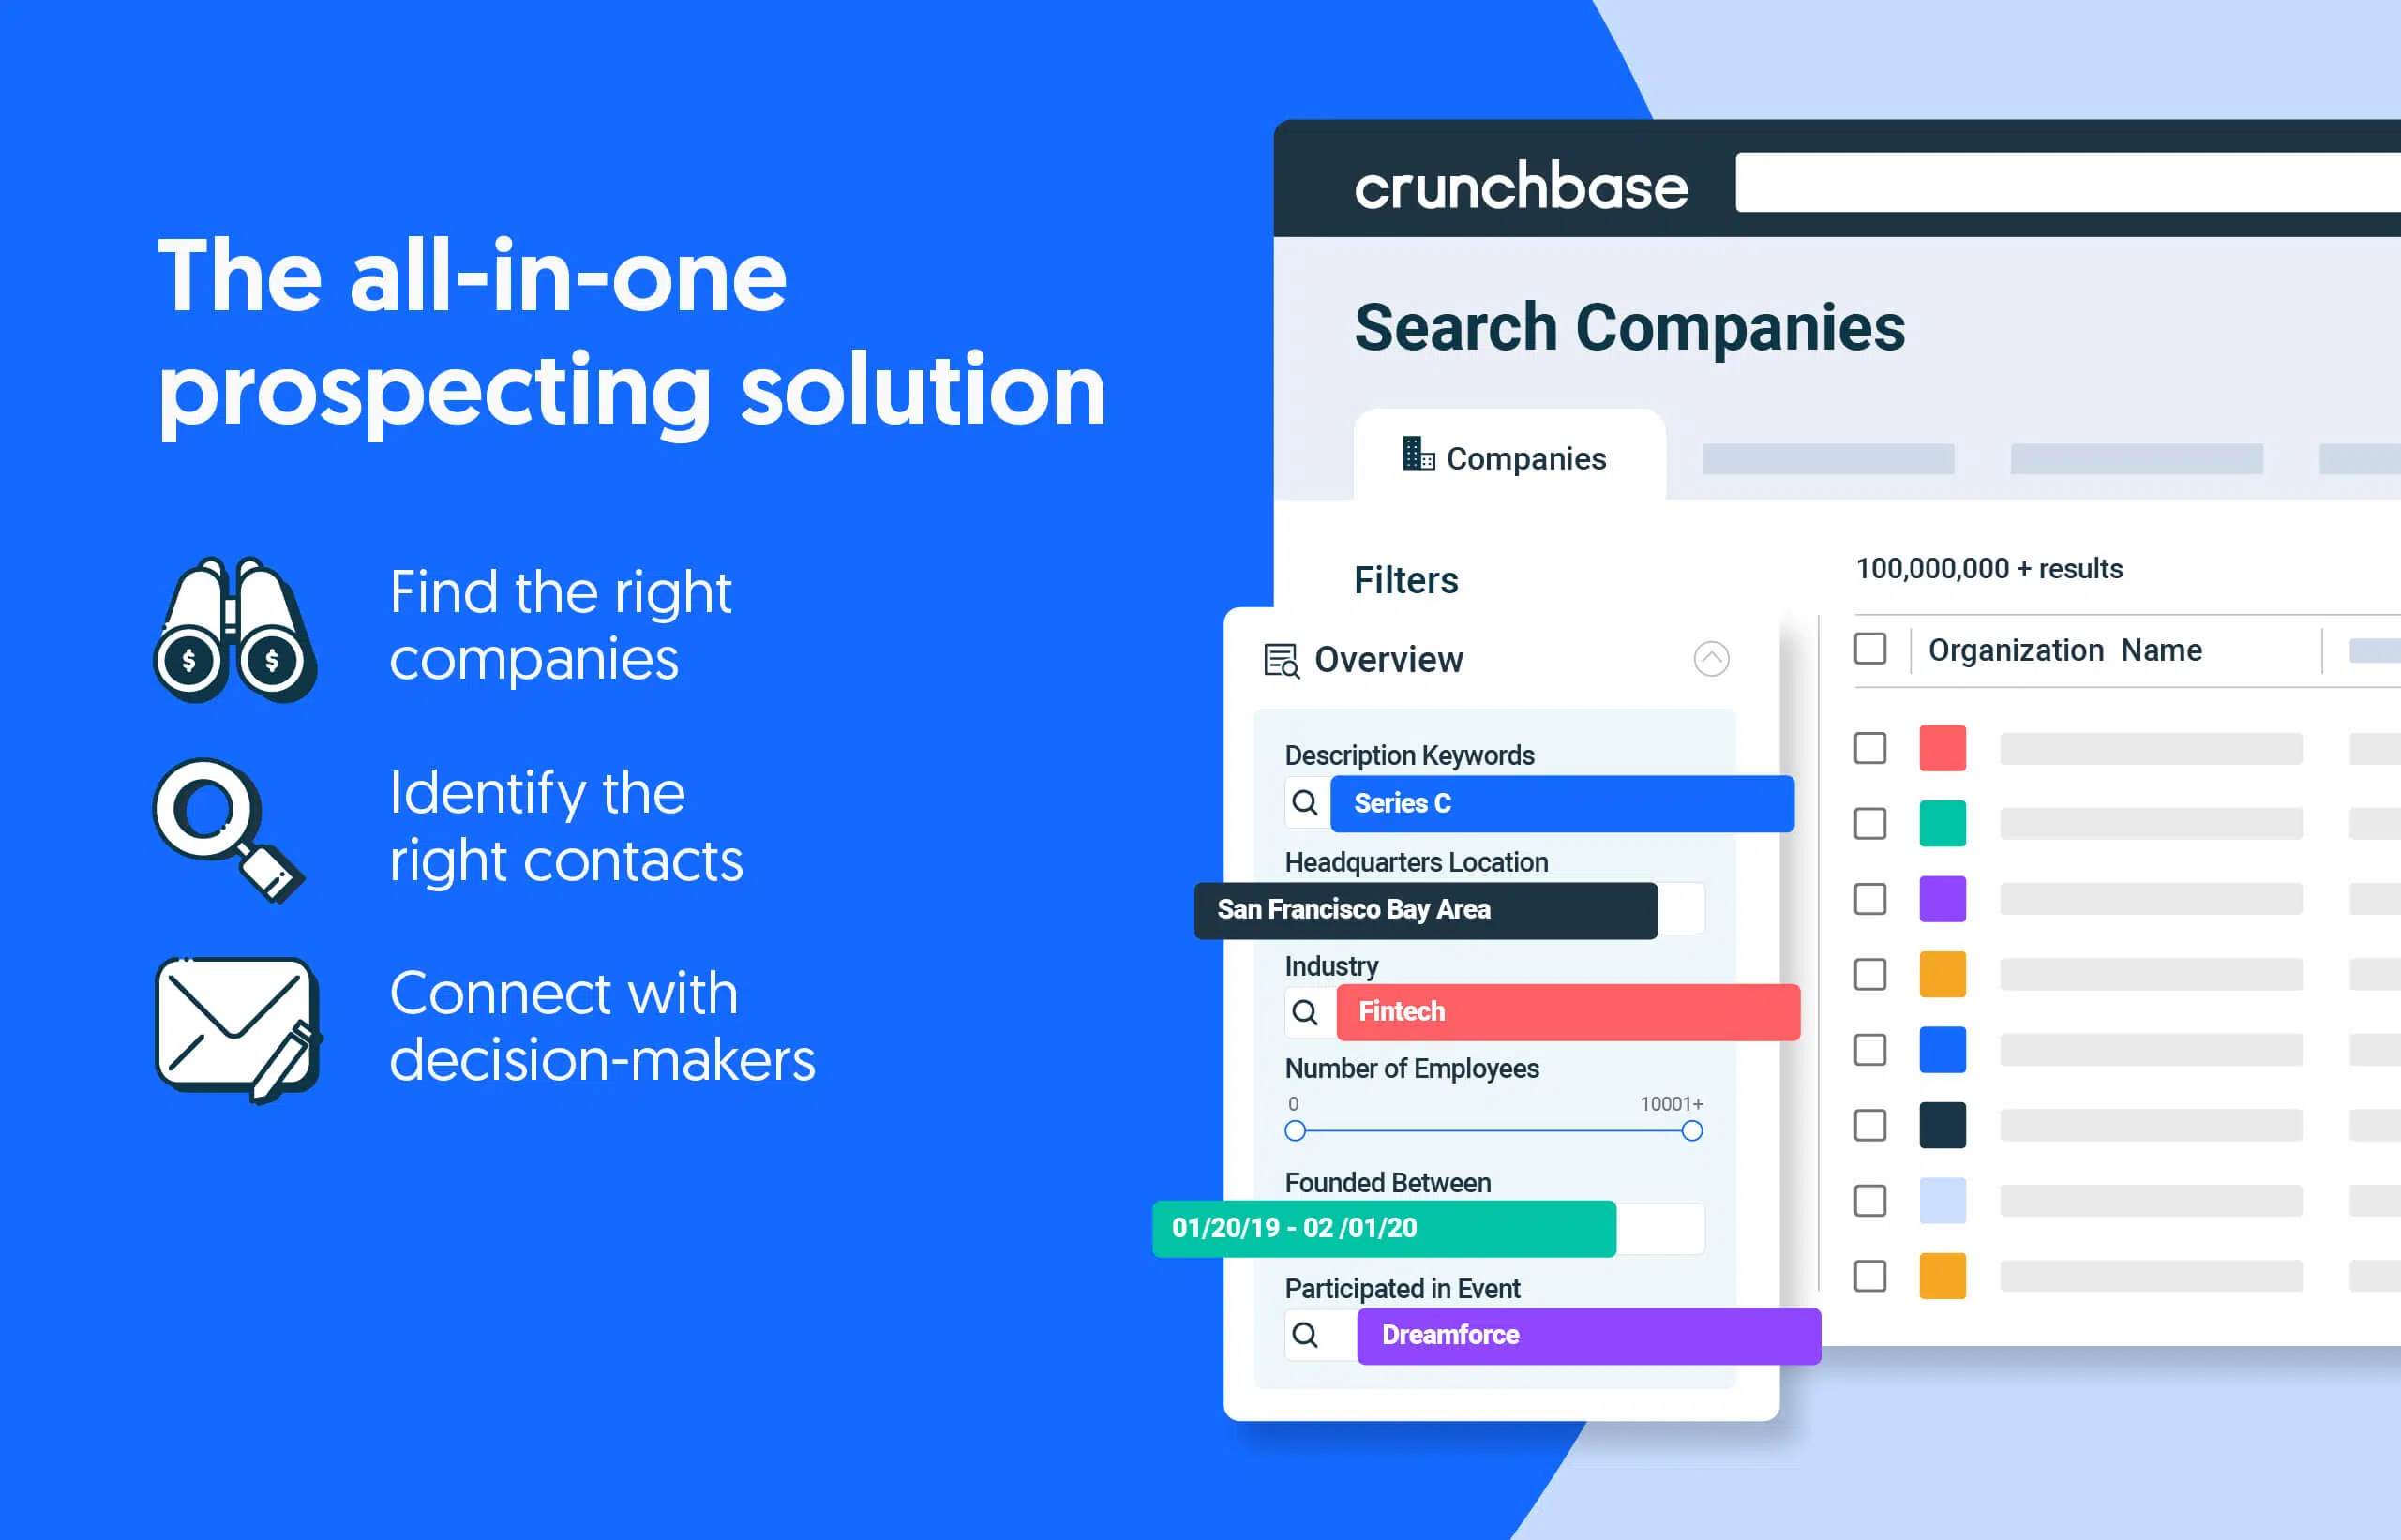 The all-in-one
prospecting solution
Find the right
companies
Identify the
right contacts
Connect with
decision-makers
crunchbase
Search Companies
Companies
Filters
Overview
Description Keywords
Series C
Headquarters Location
San Francisco Bay Area
Industry
Fintech
Number of Employees
0 10001+
Founded Between
01/20/19 - 02 /01/20
Participated in Event
Dreamforce
100,000,000 + results
Organization Name